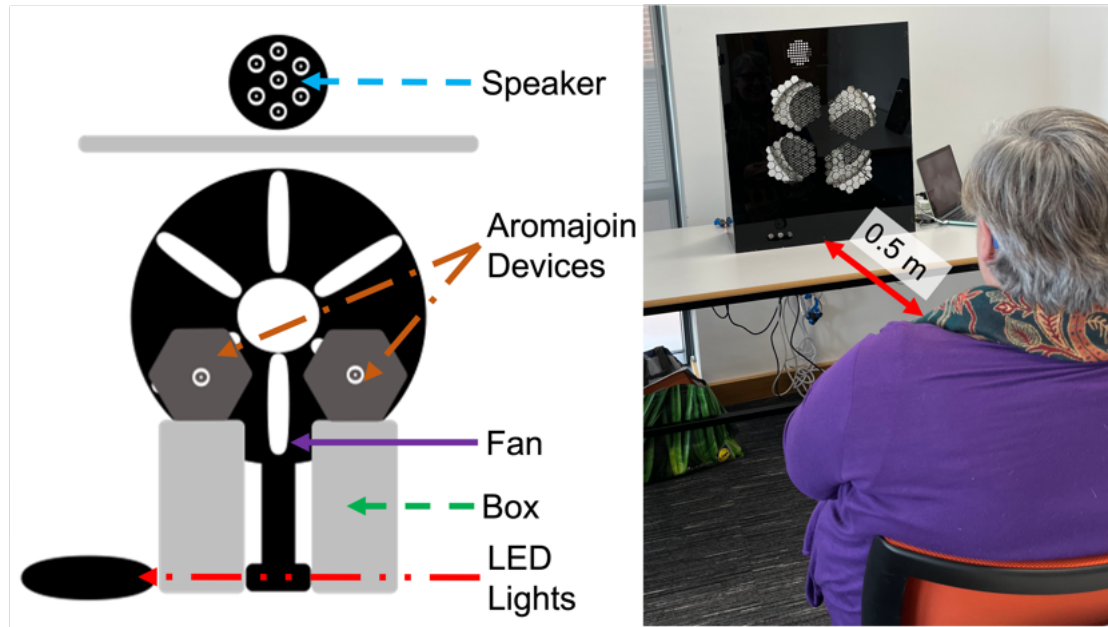 Speaker
Aromajoin
Devices
Fan
Box
LED
Lights
0.5 m